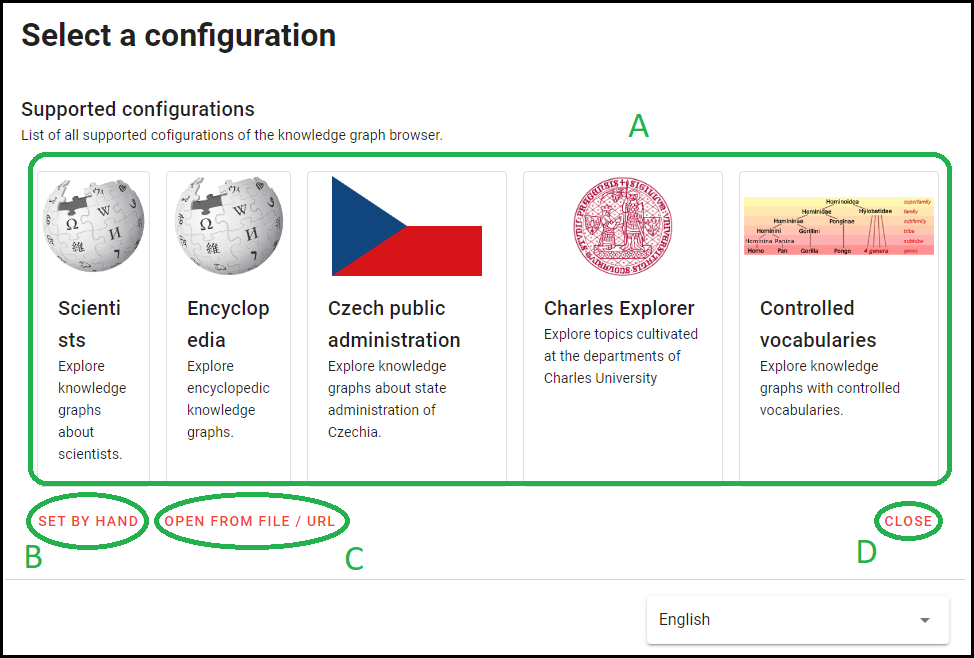 Select a configuration
Supported configurations
List of all supported cofigurations of the knowledge graph browser.
A
Ω
W
И
維
7
Scienti
sts
Explore
knowledge
graphs
about
scientists.
Ω
W
И
維
7
Encyclop
edia
Explore
encyclopedic
knowledge
graphs.
Czech public
administration
Explore knowledge
graphs about state
administration of
Czechia.
Charles Explorer
Explore topics cultivated
at the departments of
Charles University
Hominoidea superfamily
Hominidae Hylobatidae family
Homininae Ponginae subfamily
Hominini Gorillini tribe
Hominina Panina subtribe
Homo Pan Gorilla Pongo 4 genera genus
Controlled
vocabularies
Explore knowledge
graphs with controlled
vocabularies.
SET BY HAND OPEN FROM FILE / URL CLOSE
B C D
English